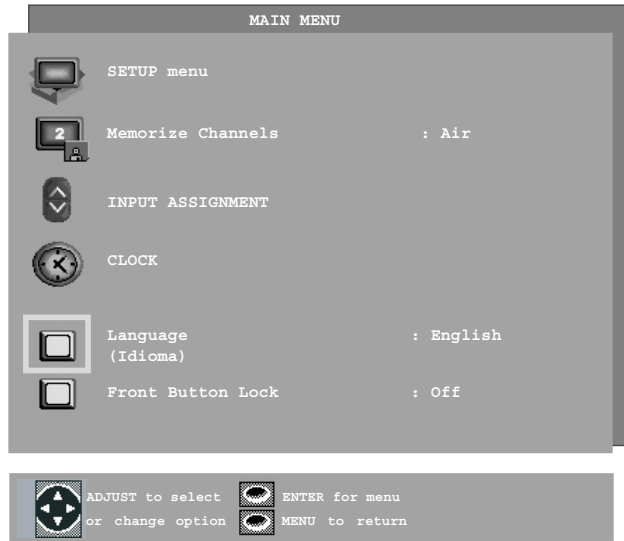 MAIN MENU
SETUP menu
2
Memorize Channels : Air
INPUT ASSIGNMENT
CLOCK
Language : English
(Idioma)
Front Button Lock : Off
ADJUST to select ENTER for menu
or change option MENU to return